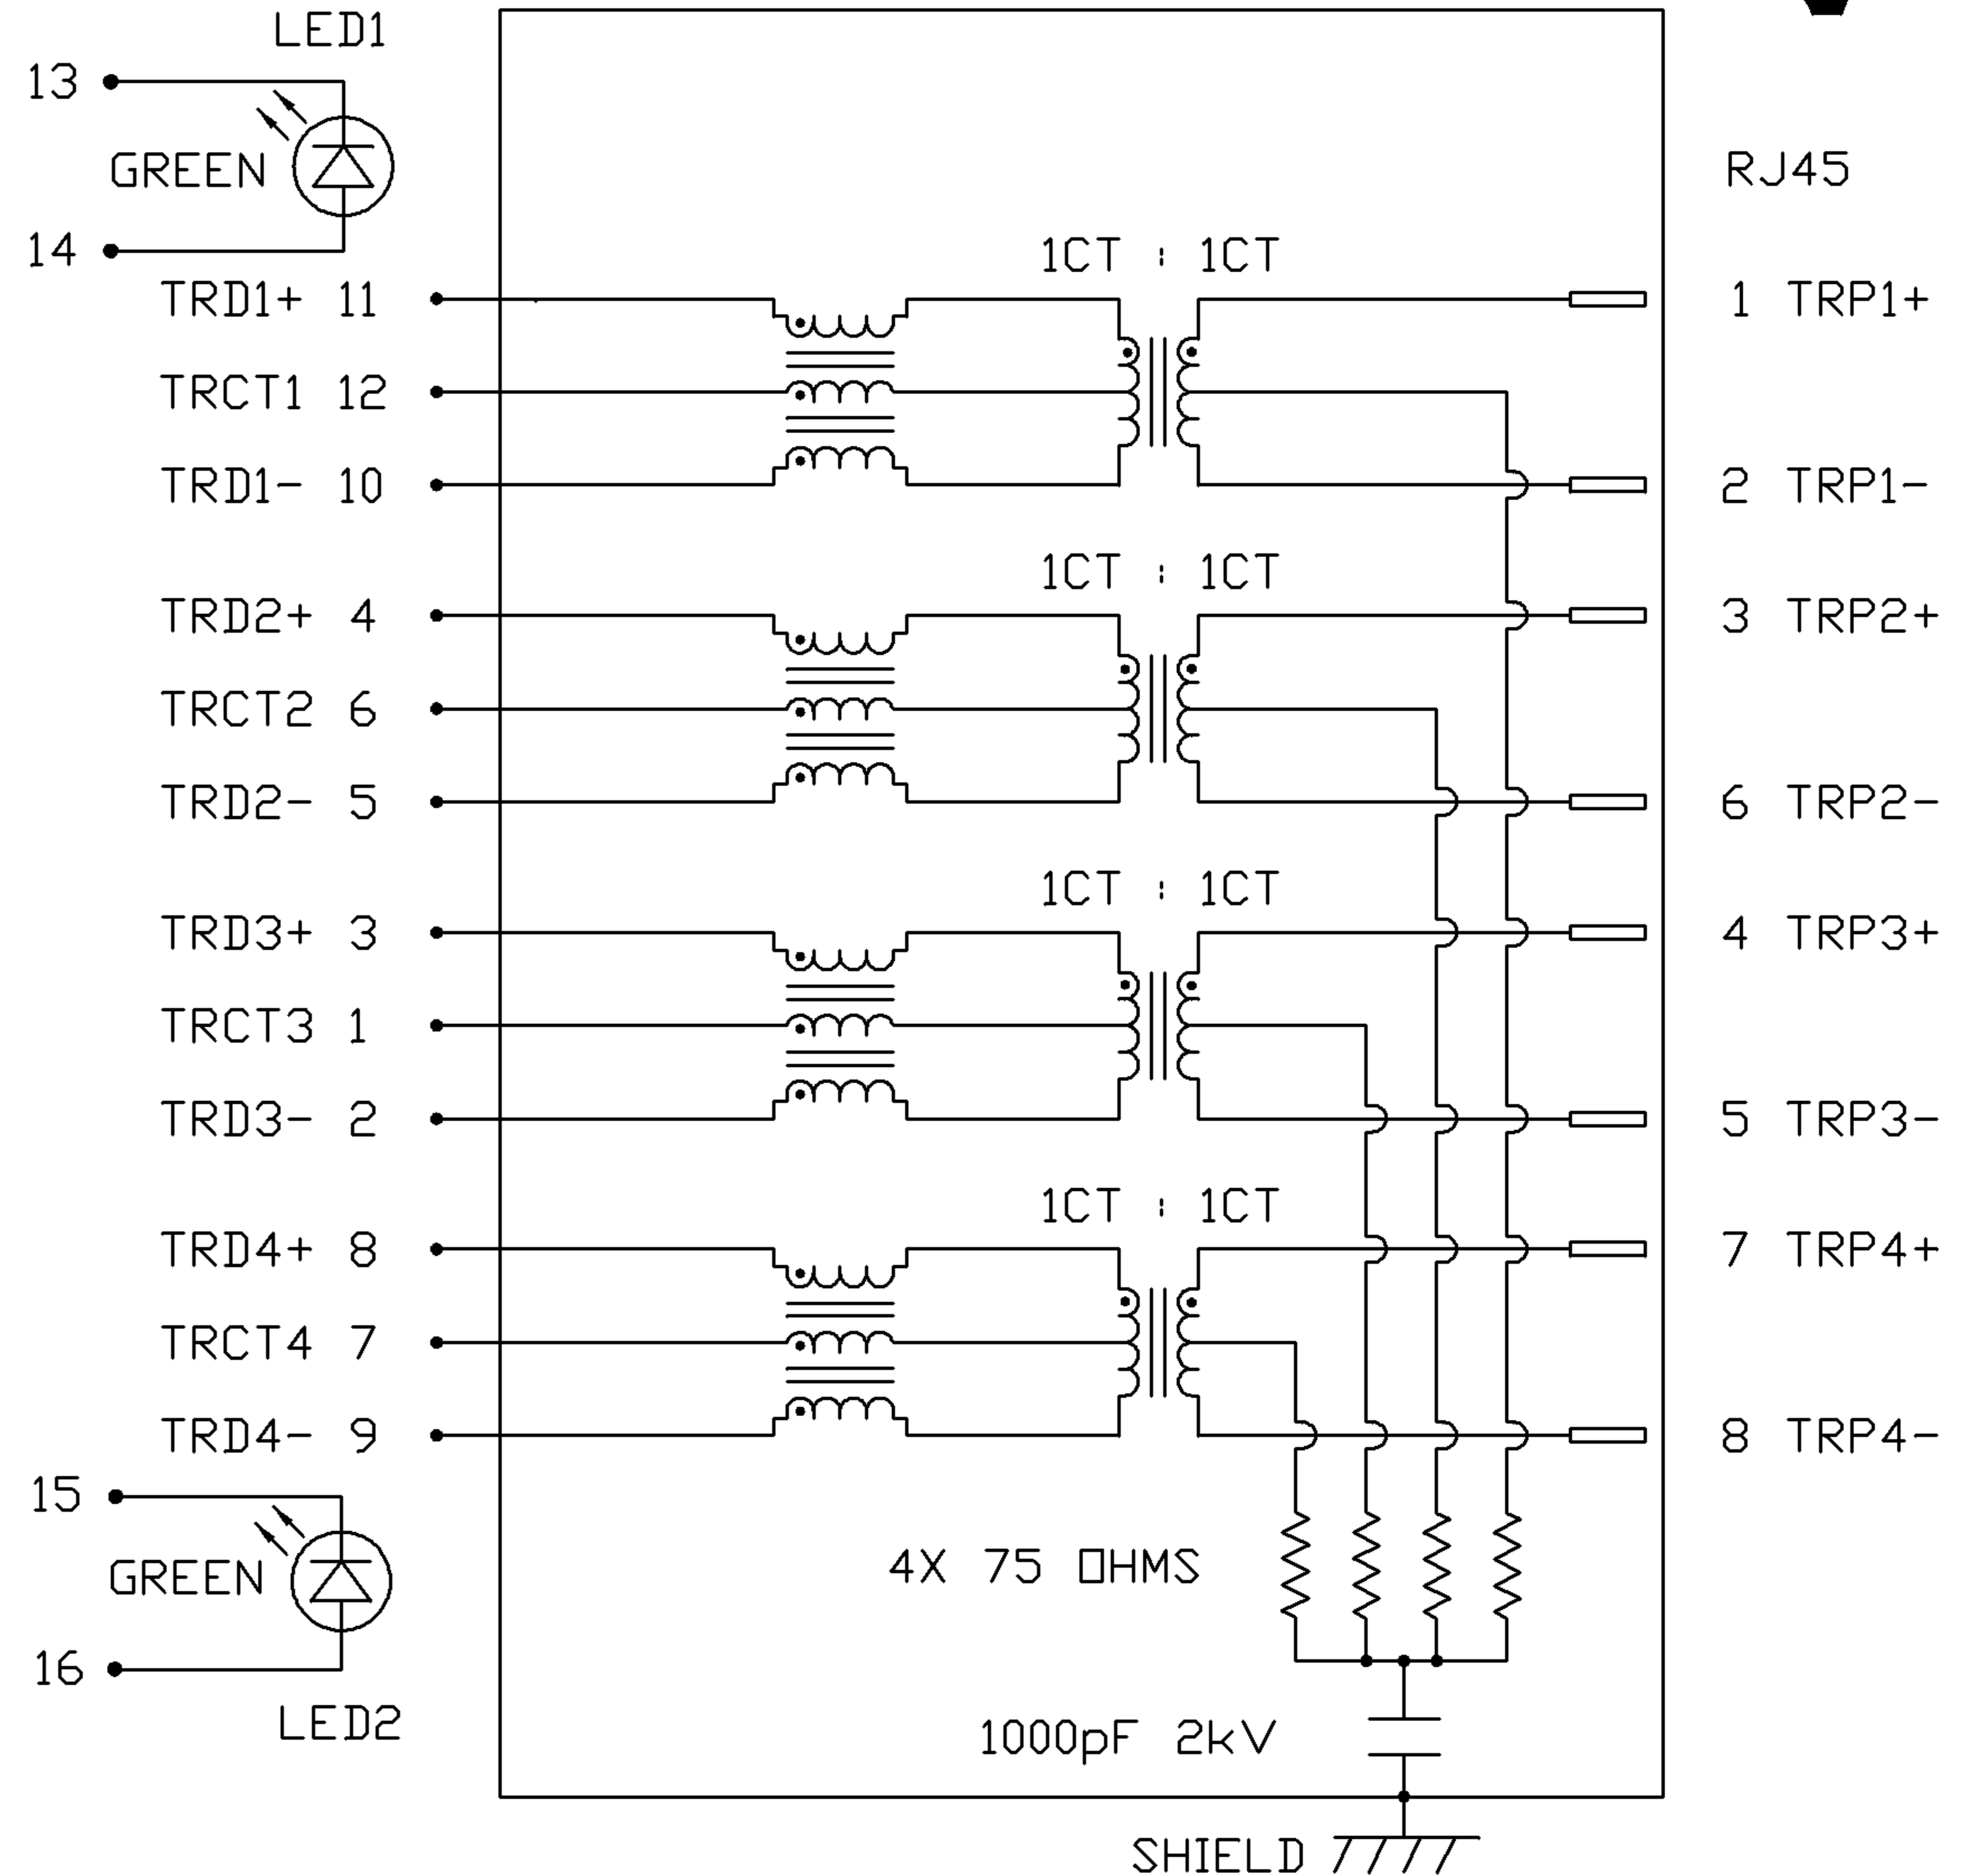 LED1
13
GREEN
14
RJ45
1CT : 1CT
TRD1+ 11
1 TRP1+
TRCT1 12
TRD1- 10
2 TRP1-
1CT : 1CT
TRD2+ 4
3 TRP2+
TRCT2 6
TRD2- 5
6 TRP2-
1CT : 1CT
TRD3+ 3
4 TRP3+
TRCT3 1
TRD3- 2
5 TRP3-
1CT : 1CT
TRD4+ 8
7 TRP4+
TRCT4 7
TRD4- 9
8 TRP4-
15
GREEN
16
LED2
4X 75 OHMS
1000pF 2kV
SHIELD